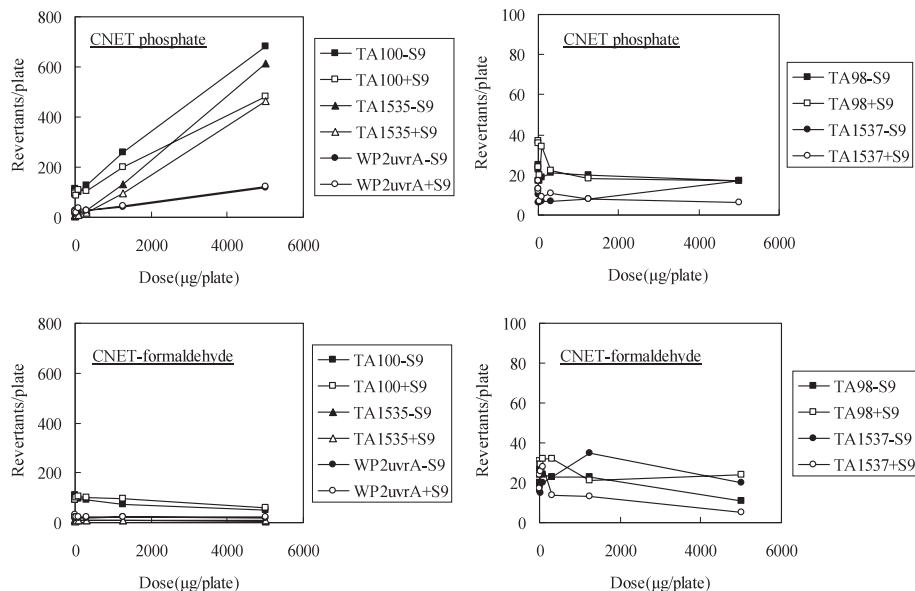 CNET phosphate
Revertants/plate
800
600
400
200
0
0
2000
4000
6000
Dose(μg/plate)
TA100-S9
TA100+S9
TA1535-S9
TA1535+S9
WP2uvrA-S9
WP2uvrA+S9
CNET phosphate
Revertants/plate
100
80
60
40
20
0
0
2000
4000
6000
Dose(μg/plate)
TA98-S9
TA98+S9
TA1537-S9
TA1537+S9
CNET-formaldehyde
Revertants/plate
800
600
400
200
0
0
2000
4000
6000
Dose(μg/plate)
TA100-S9
TA100+S9
TA1535-S9
TA1535+S9
WP2uvrA-S9
WP2uvrA+S9
CNET-formaldehyde
Revertants/plate
100
80
60
40
20
0
0
2000
4000
6000
Dose(μg/plate)
TA98-S9
TA98+S9
TA1537-S9
TA1537+S9